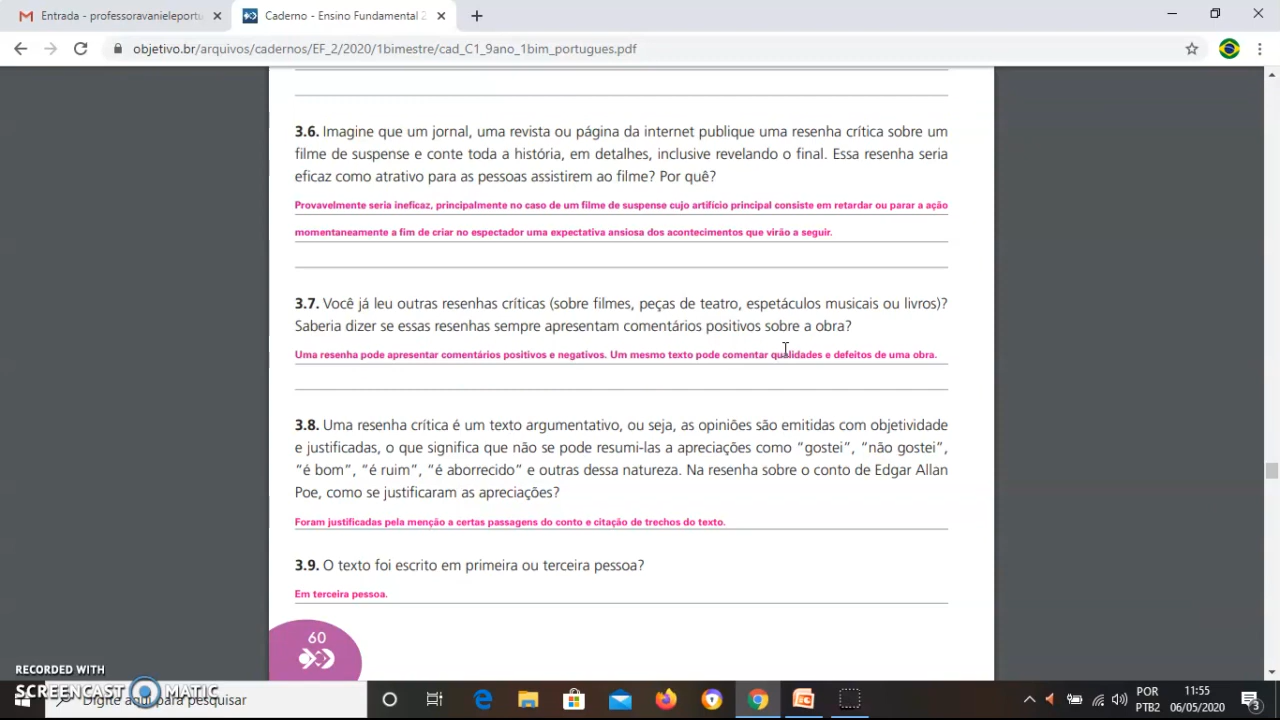 Entrada - professoravanieleportu
Caderno - Ensino Fundamental 2
objetivo.br/arquivos/cadernos/EF_2/2020/1bimestre/cad_C1_9ano_1bim_portugues.pdf
3.6. Imagine que um jornal, uma revista ou página da internet publique uma resenha crítica sobre um
filme de suspense e conte toda a história, em detalhes, inclusive revelando o final. Essa resenha seria
eficaz como atrativo para as pessoas assistirem ao filme? Por quê?
Provavelmente seria ineficaz, principalmente no caso de um filme de suspense cujo artifício principal consiste em retardar ou parar a ação
momentaneamente a fim de criar no espectador uma expectativa ansiosa dos acontecimentos que virão a seguir.
3.7. Você já leu outras resenhas críticas (sobre filmes, peças de teatro, espetáculos musicais ou livros)?
Saberia dizer se essas resenhas sempre apresentam comentários positivos sobre a obra?
Uma resenha pode apresentar comentários positivos e negativos. Um mesmo texto pode comentar qualidades e defeitos de uma obra.
3.8. Uma resenha crítica é um texto argumentativo, ou seja, as opiniões são emitidas com objetividade
e justificadas, o que significa que não se pode resumi-las a apreciações como “gostei”, “não gostei”,
“é bom”, “é ruim”, “é aborrecido” e outras dessa natureza. Na resenha sobre o conto de Edgar Allan
Poe, como se justificaram as apreciações?
Foram justificadas pela menção a certas passagens do conto e citação de trechos do texto.
3.9. O texto foi escrito em primeira ou terceira pessoa?
Em terceira pessoa.
60
RECORDED WITH
SCREENCAST MATIC
Digite aqui para pesquisar
POR
PTB2
11:55
06/05/2020
3